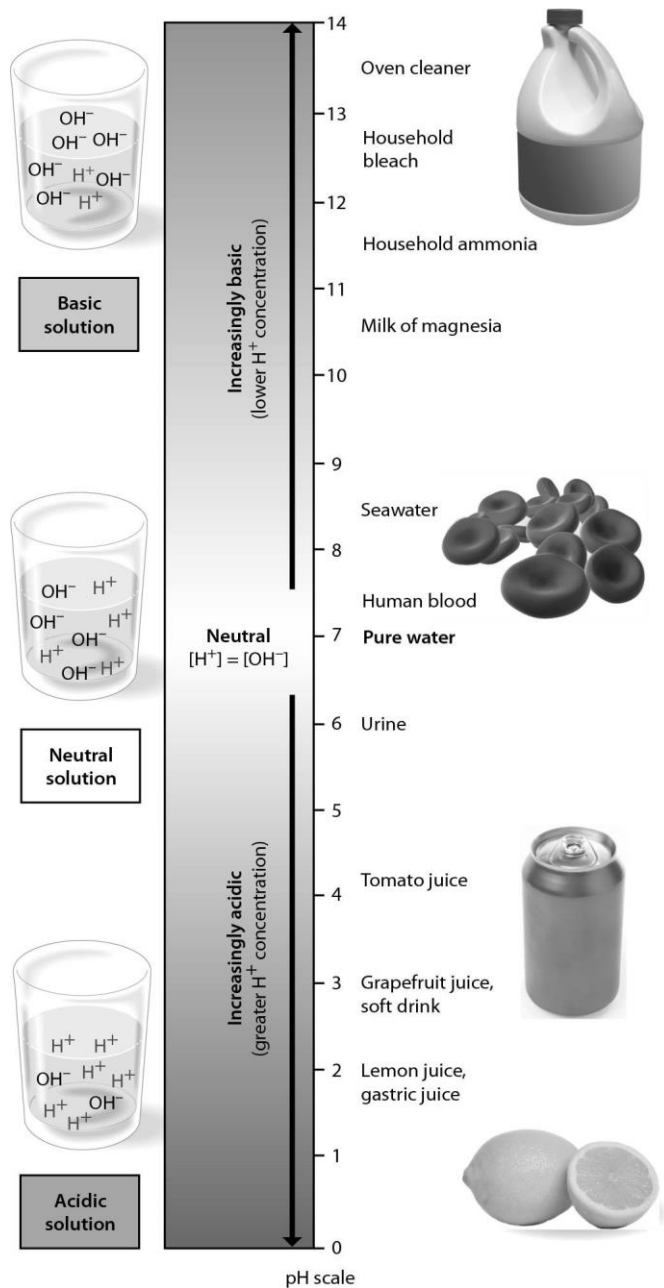 OH⁻
OH⁻ OH⁻
OH⁻ H⁺ OH⁻
OH⁻ H⁺
Basic
solution
OH⁻ H⁺
OH⁻ H⁺
OH⁻
H⁺ H⁺
OH⁻
Neutral
solution
H⁺ H⁺
OH⁻ H⁺ H⁺
H⁺ OH⁻
H⁺
Acidic
solution
Increasingly basic
(lower H⁺ concentration)
Neutral
[H⁺] = [OH⁻]
Increasingly acidic
(greater H⁺ concentration)
14
13
12
11
10
9
8
7
6
5
4
3
2
1
0
pH scale
Oven cleaner
Household
bleach
Household ammonia
Milk of magnesia
Seawater
Human blood
Pure water
Urine
Tomato juice
Grapefruit juice,
soft drink
Lemon juice,
gastric juice